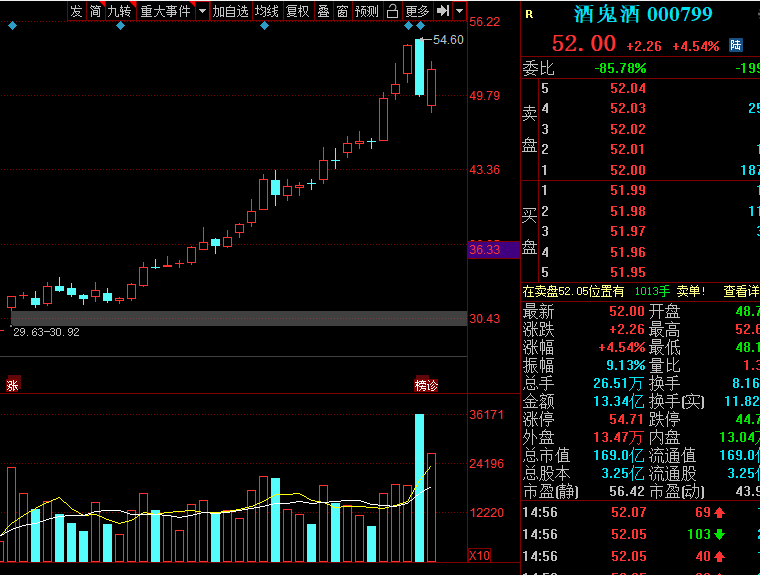 发 简 九转 重大事件 加自选 均线 复权 叠 窗 预测 更多
R 酒鬼酒 000799
52.00 +2.26 +4.54% 陆
委比 -85.78% -199
卖盘
5 52.04
4 52.03 25
3 52.02
2 52.01 1
1 52.00 187
买盘
1 51.99 1
2 51.98 11
3 51.97 3
4 51.96
5 51.95
在卖盘52.05位置有 1013手 卖单! 查看详
最新 52.00 开盘 48.7
涨跌 +2.26 最高 52.6
涨幅 +4.54% 最低 48.1
振幅 9.13% 量比 1.3
总手 26.51万 换手 8.16
金额 13.34亿 换手(实) 11.82
涨停 54.71 跌停 44.7
外盘 13.47万 内盘 13.04
总市值 169.0亿 流通值 169.0亿
总股本 3.25亿 流通股 3.25亿
市盈(静) 56.42 市盈(动) 43.9
14:56 52.07 69
14:56 52.05 103
14:56 52.05 40
56.22
54.60
49.79
43.36
36.33
30.43
29.63-30.92
涨 榜诊
36171
24196
12220
X10